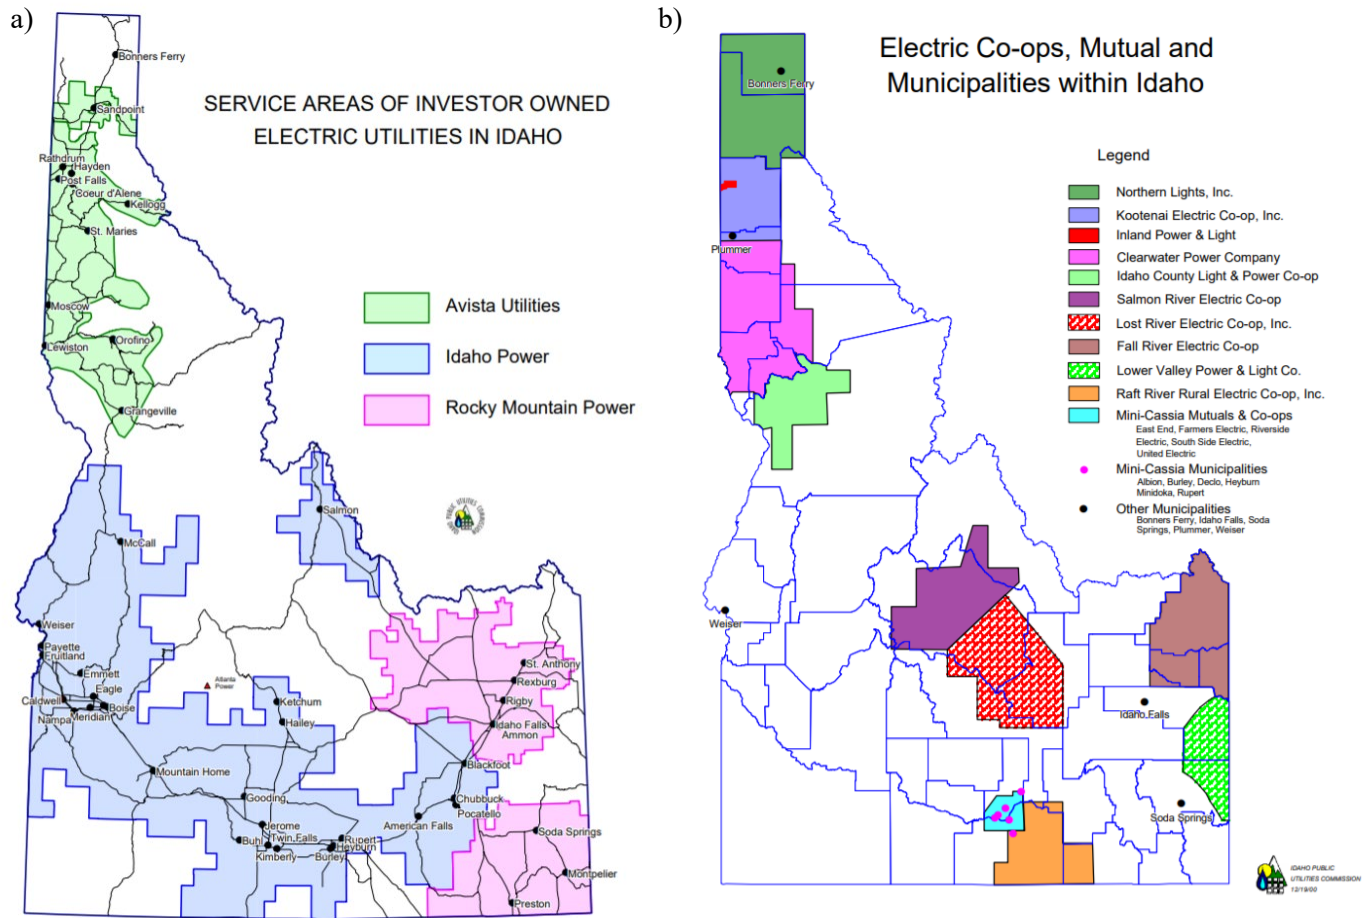 a)
SERVICE AREAS OF INVESTOR OWNED
ELECTRIC UTILITIES IN IDAHO
Bonners Ferry
Sandpoint
Rathdrum
Hayden
Post Falls
Coeur d'Alene
Kellogg
St. Maries
Moscow
Orofino
Lewiston
Grangeville
Avista Utilities
Idaho Power
Rocky Mountain Power
Salmon
McCall
Weiser
Payette
Fruitland
Emmett
Eagle
Caldwell
Boise
Nampa
Meridian
Atlanta
Power
Ketchum
Hailey
St. Anthony
Rexburg
Rigby
Idaho Falls
Ammon
Mountain Home
Blackfoot
Gooding
Chubbuck
Pocatello
American Falls
Jerome
Twin Falls
Buhl
Kimberly
Rupert
Heyburn
Burley
Soda Springs
Montpelier
Preston
b)
Electric Co-ops, Mutual and
Municipalities within Idaho
Bonners Ferry
Plummer
Weiser
Idaho Falls
Soda Springs
Legend
Northern Lights, Inc.
Kootenai Electric Co-op, Inc.
Inland Power & Light
Clearwater Power Company
Idaho County Light & Power Co-op
Salmon River Electric Co-op
Lost River Electric Co-op, Inc.
Fall River Electric Co-op
Lower Valley Power & Light Co.
Raft River Rural Electric Co-op, Inc.
Mini-Cassia Mutuals & Co-ops
East End, Farmers Electric, Riverside
Electric, South Side Electric,
United Electric
Mini-Cassia Municipalities
Albion, Burley, Declo, Heyburn
Minidoka, Rupert
Other Municipalities
Bonners Ferry, Idaho Falls, Soda
Springs, Plummer, Weiser
IDAHO PUBLIC
UTILITIES COMMISSION
12/19/00